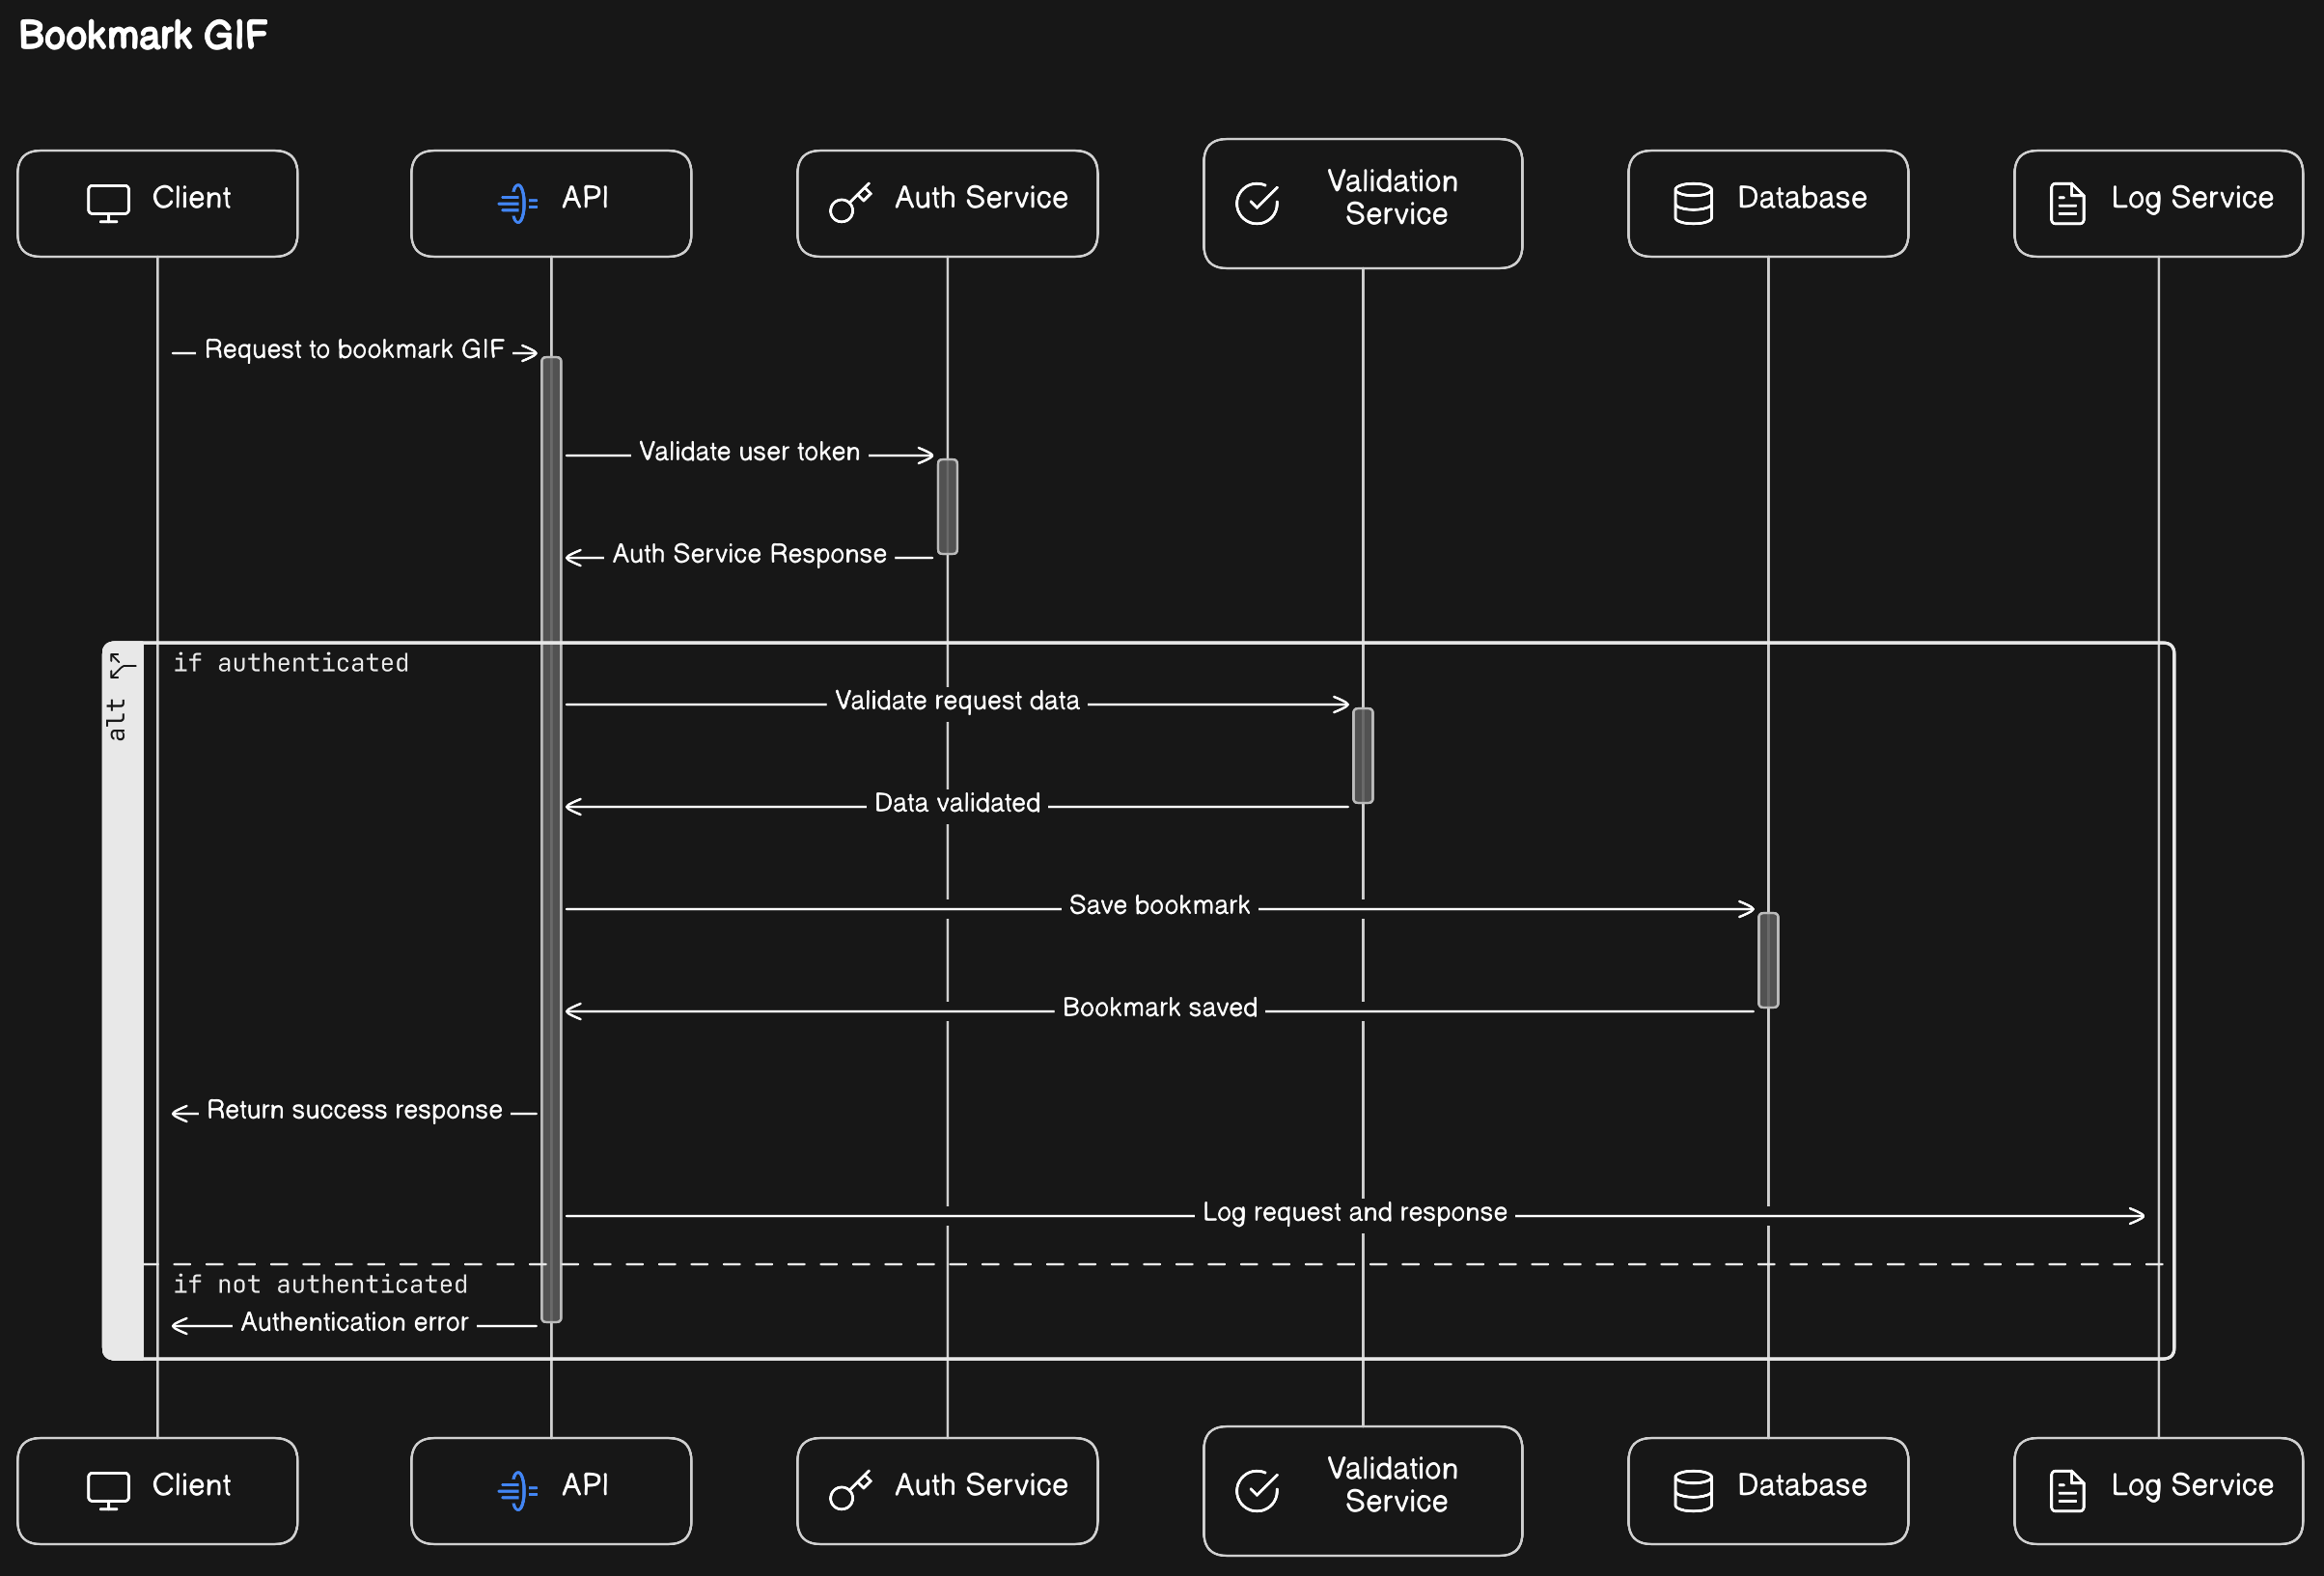 Bookmark GIF
Client
API
Auth Service
Validation
Service
Database
Log Service
Request to bookmark GIF
Validate user token
Auth Service Response
alt
if authenticated
Validate request data
Data validated
Save bookmark
Bookmark saved
Return success response
Log request and response
if not authenticated
Authentication error
Client
API
Auth Service
Validation
Service
Database
Log Service